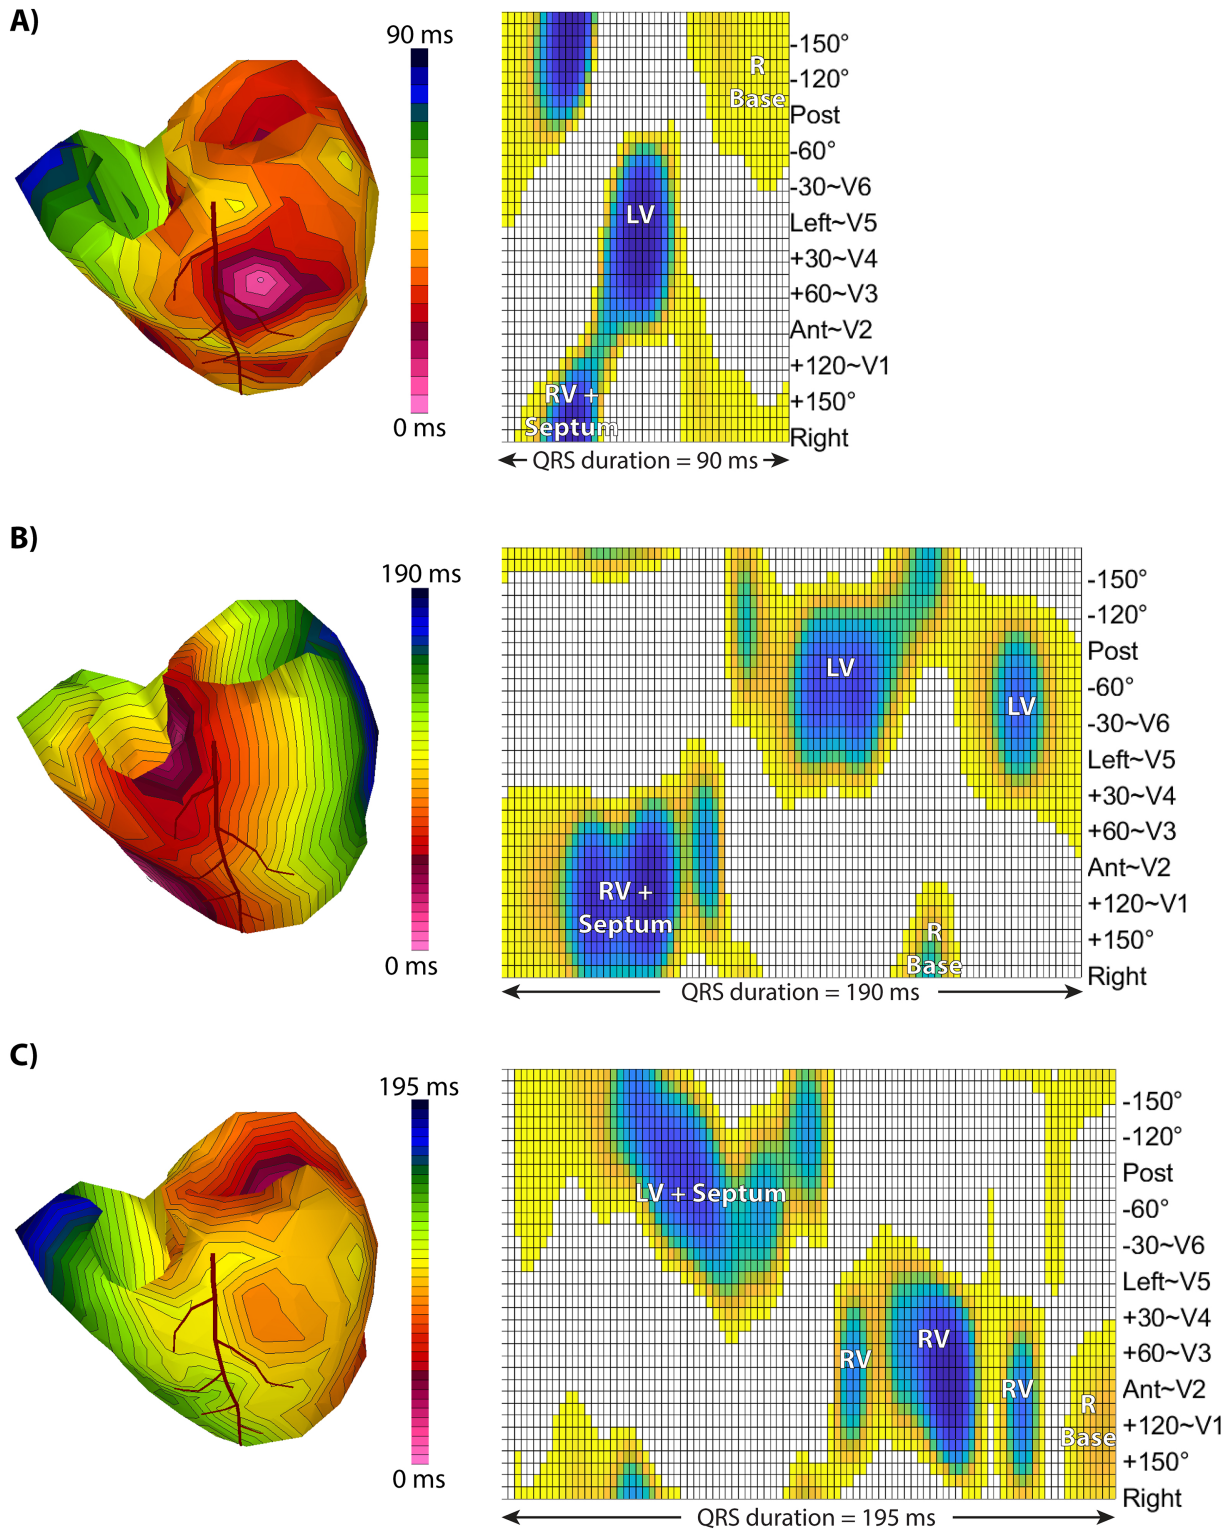 A)
90 ms
0 ms
-150°
R
-120°
Base
Post
-60°
-30~V6
LV
Left~V5
+30~V4
+60~V3
Ant~V2
+120~V1
RV +
+150°
Septum
Right
QRS duration = 90 ms
B)
190 ms
0 ms
-150°
-120°
Post
LV
-60°
LV
-30~V6
Left~V5
+30~V4
+60~V3
Ant~V2
RV +
+120~V1
Septum
R
+150°
Base
Right
QRS duration = 190 ms
C)
195 ms
0 ms
-150°
-120°
Post
LV + Septum
-60°
-30~V6
Left~V5
+30~V4
RV
+60~V3
RV
Ant~V2
RV
R
+120~V1
Base
+150°
Right
QRS duration = 195 ms